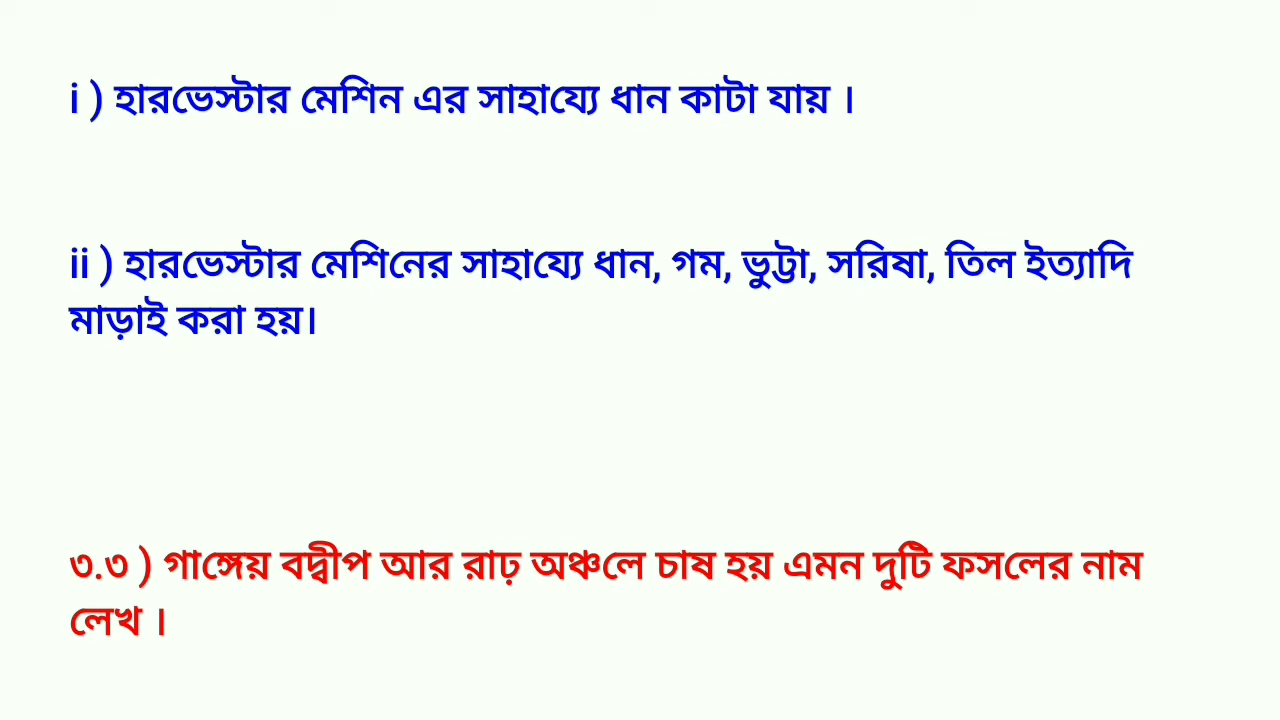 i ) হারভেস্টার মেশিন এর সাহায্যে ধান কাটা যায় ।
ii ) হারভেস্টার মেশিনের সাহায্যে ধান, গম, ভুট্টা, সরিষা, তিল ইত্যাদি
মাড়াই করা হয়।
৩.৩ ) গাঙ্গেয় বদ্বীপ আর রাঢ় অঞ্চলে চাষ হয় এমন দুটি ফসলের নাম
লেখ ।